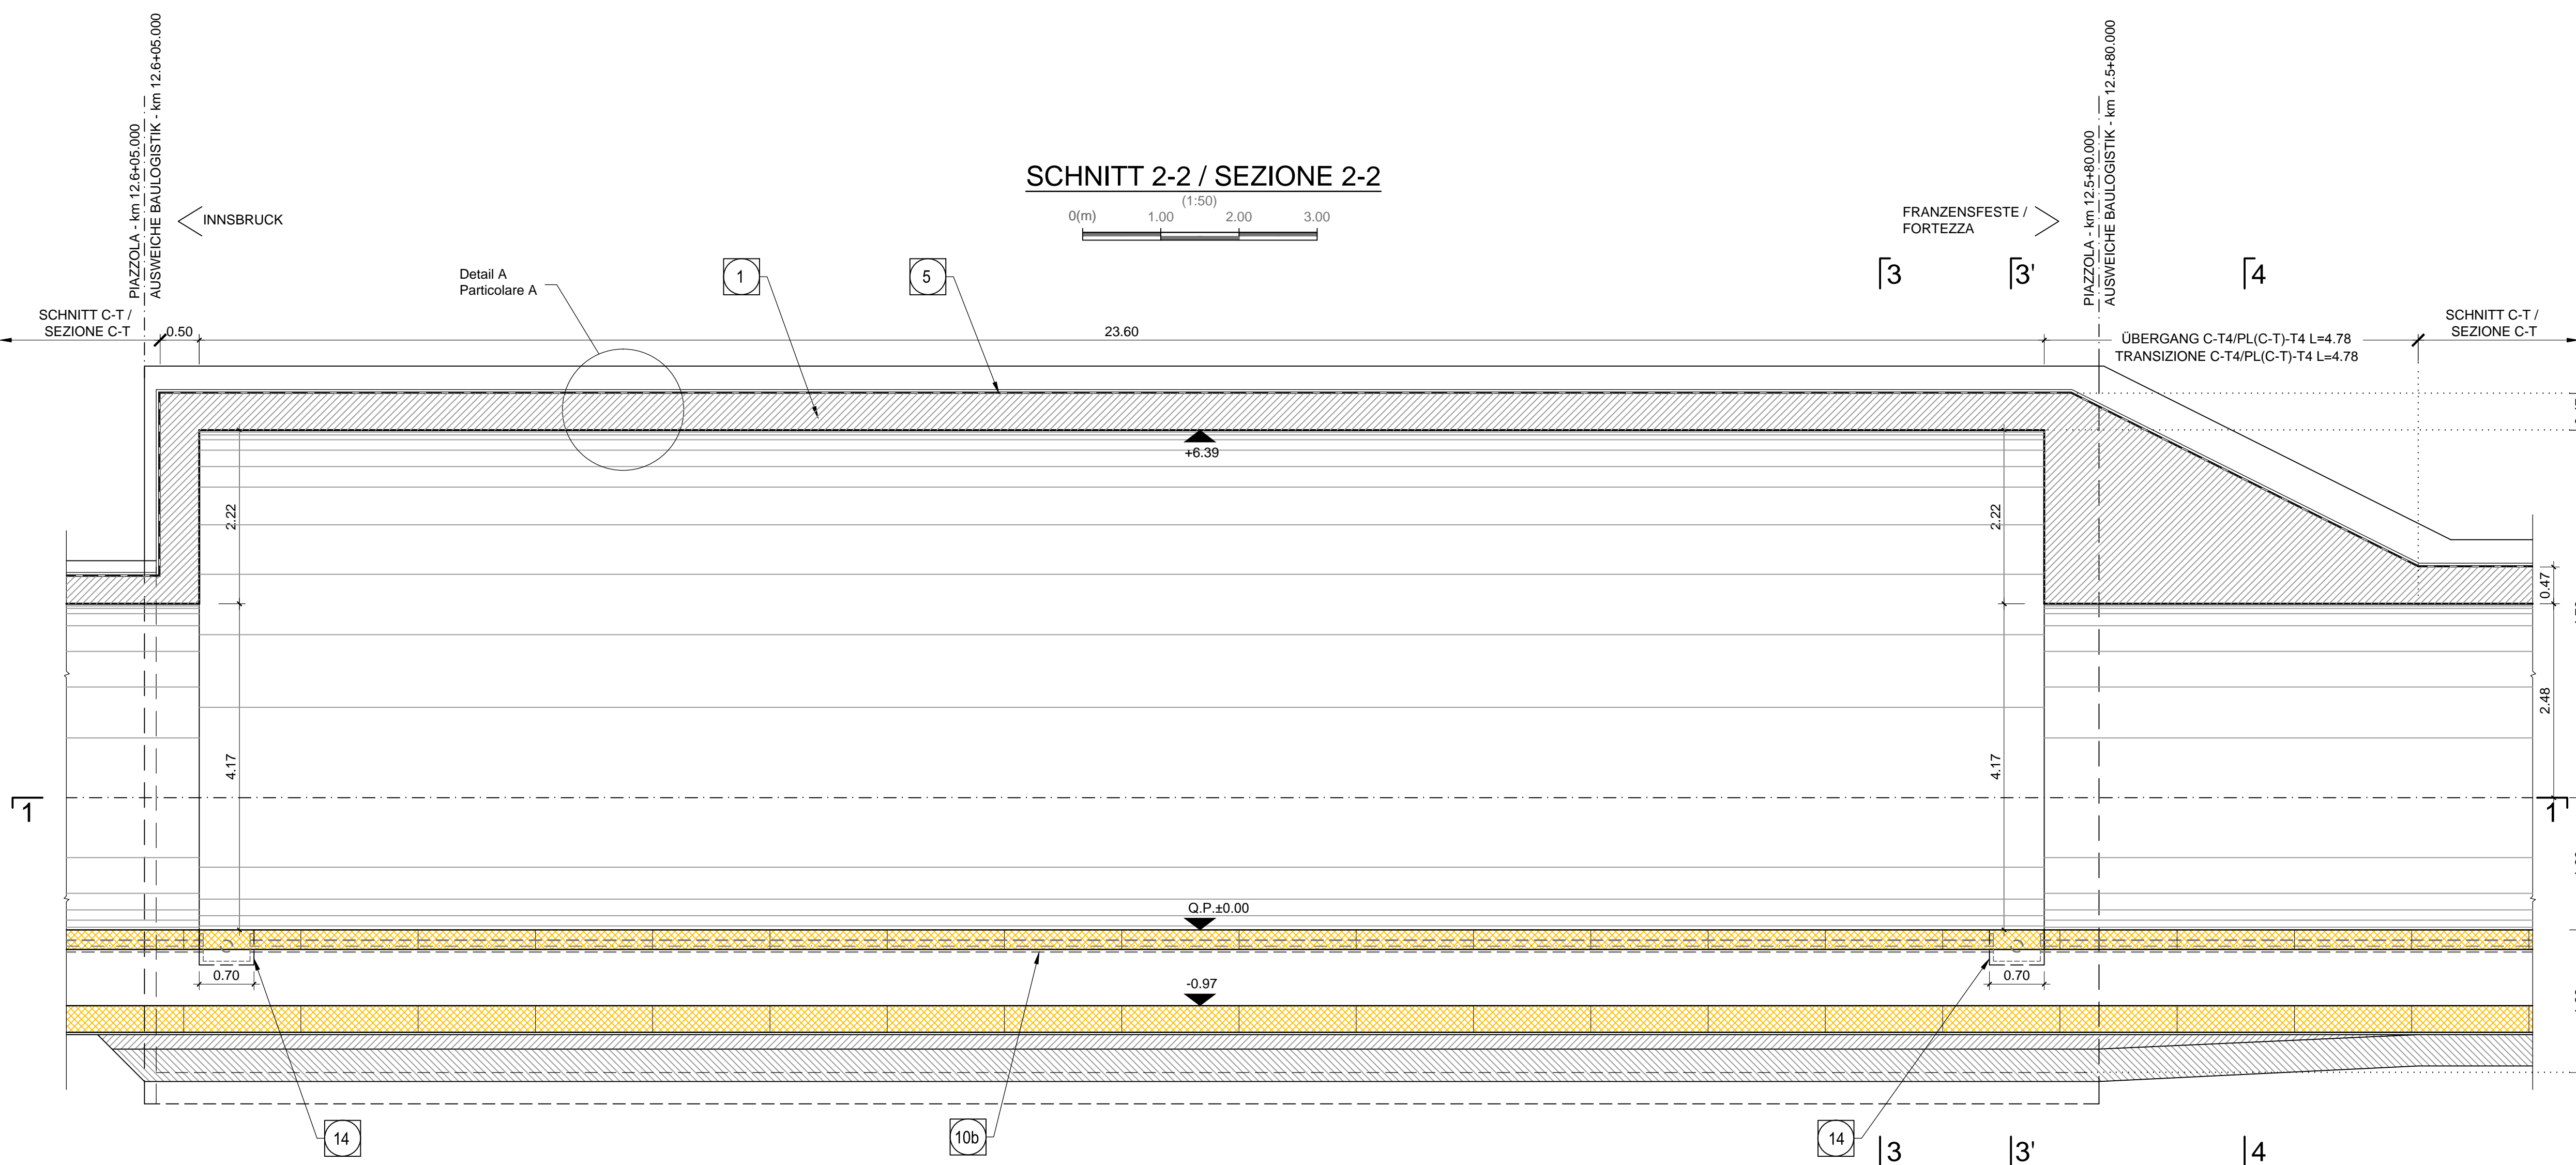 PIAZZOLA - km 12.6+05.000
AUSWEICHE BAULOGISTIK - km 12.6+05.000
INNSBRUCK
SCHNITT 2-2 / SEZIONE 2-2
(1:50)
0(m) 1.00 2.00 3.00
FRANZENSFESTE /
FORTEZZA
PIAZZOLA - km 12.5+80.000
AUSWEICHE BAULOGISTIK - km 12.5+80.000
Detail A
Particolare A
1
5
3
3'
4
SCHNITT C-T /
SEZIONE C-T
0.50
23.60
ÜBERGANG C-T4/PL(C-T)-T4 L=4.78
TRANSIZIONE C-T4/PL(C-T)-T4 L=4.78
SCHNITT C-T /
SEZIONE C-T
+6.39
2.22
2.22
0.47
2.48
4.17
4.17
1
1
Q.P.±0.00
0.70
0.70
-0.97
14
10b
14
3
3'
4